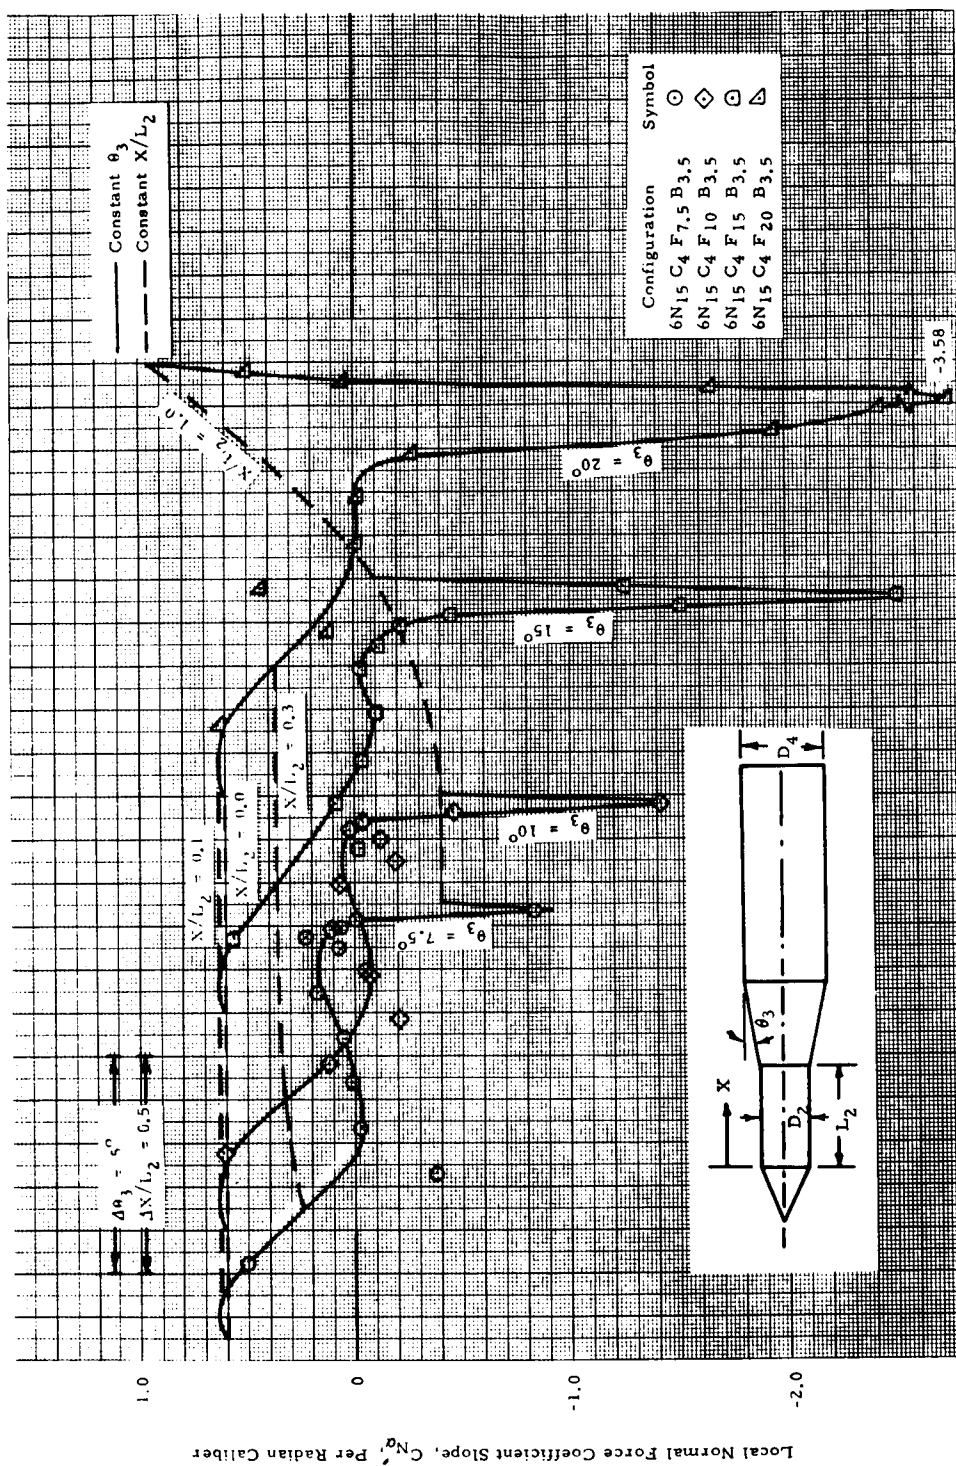 Constant θ3
Constant X/L2
X/L2 = 1.0
X/L2 = 0.1
X/L2 = 0.0
X/L2 = 0.3
ΔX/L2 = 0.5
θ3 = 7.5°
θ3 = 10°
θ3 = 15°
θ3 = 20°
-3.58
Configuration Symbol
6N15 C4 F7.5 B3.5
6N15 C4 F10 B3.5
6N15 C4 F15 B3.5
6N15 C4 F20 B3.5
X
θ3
D2
L2
D4
1.0
0
-1.0
-2.0
Local Normal Force Coefficient Slope, C'Nα, Per Radian Caliber